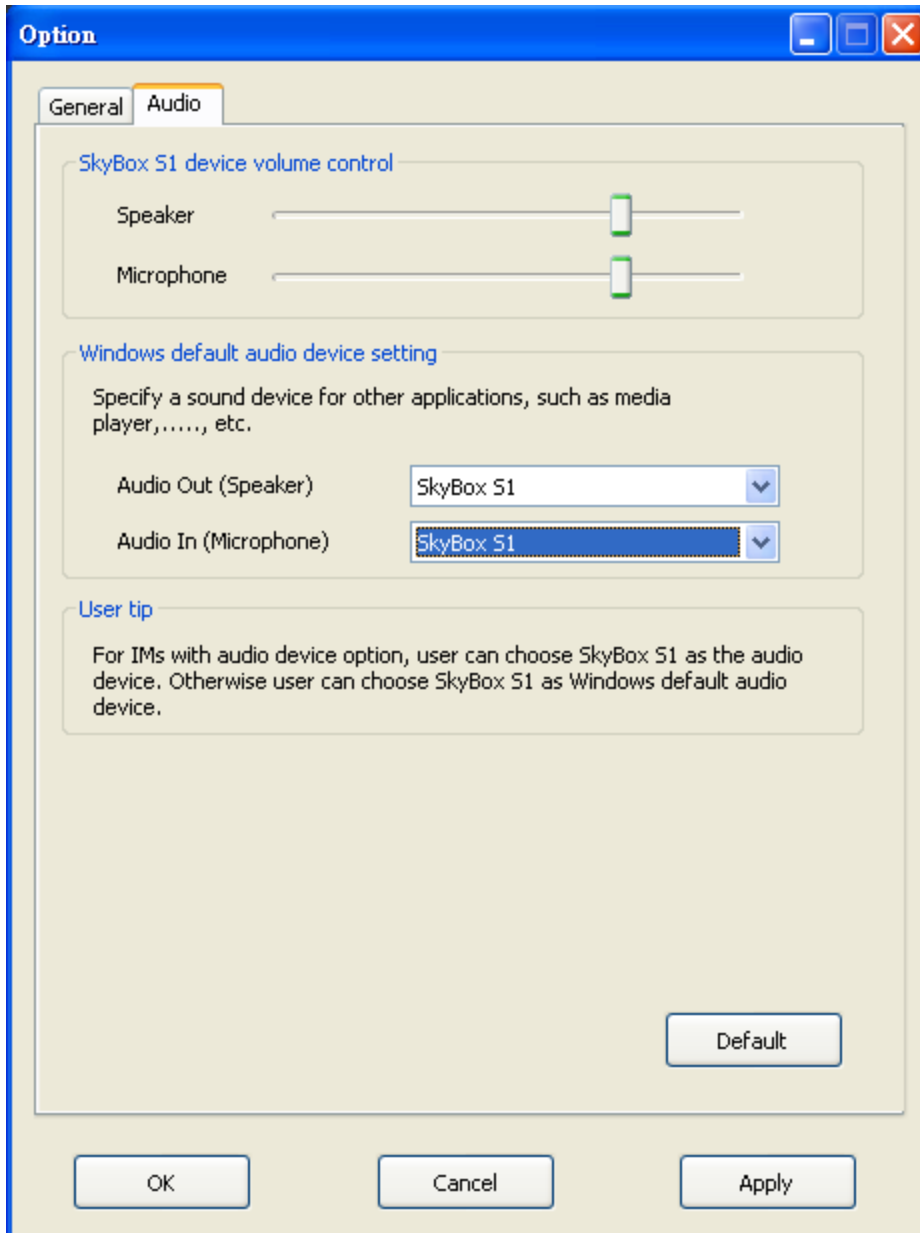 Option
General
Audio
SkyBox S1 device volume control
Speaker
Microphone
Windows default audio device setting
Specify a sound device for other applications, such as media
player,....., etc.
Audio Out (Speaker)
SkyBox S1
Audio In (Microphone)
SkyBox S1
User tip
For IMs with audio device option, user can choose SkyBox S1 as the audio
device. Otherwise user can choose SkyBox S1 as Windows default audio
device.
Default
OK
Cancel
Apply